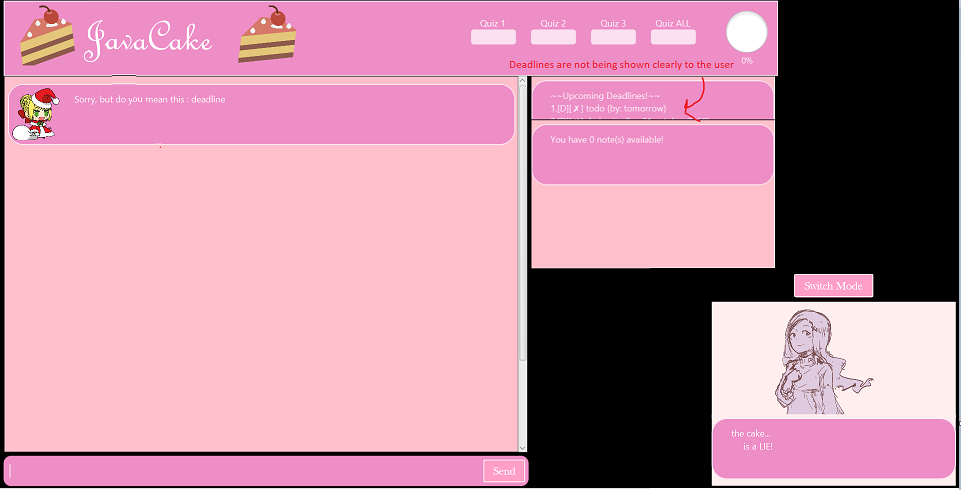 JavaCake
Quiz 1
Quiz 2
Quiz 3
Quiz ALL
Deadlines are not being shown clearly to the user
0%
Sorry, but do you mean this : deadline
~~Upcoming Deadlines!~~
1.[D][✗] todo (by: tomorrow)
You have 0 note(s) available!
Switch Mode
the cake...
is a LIE!
Send